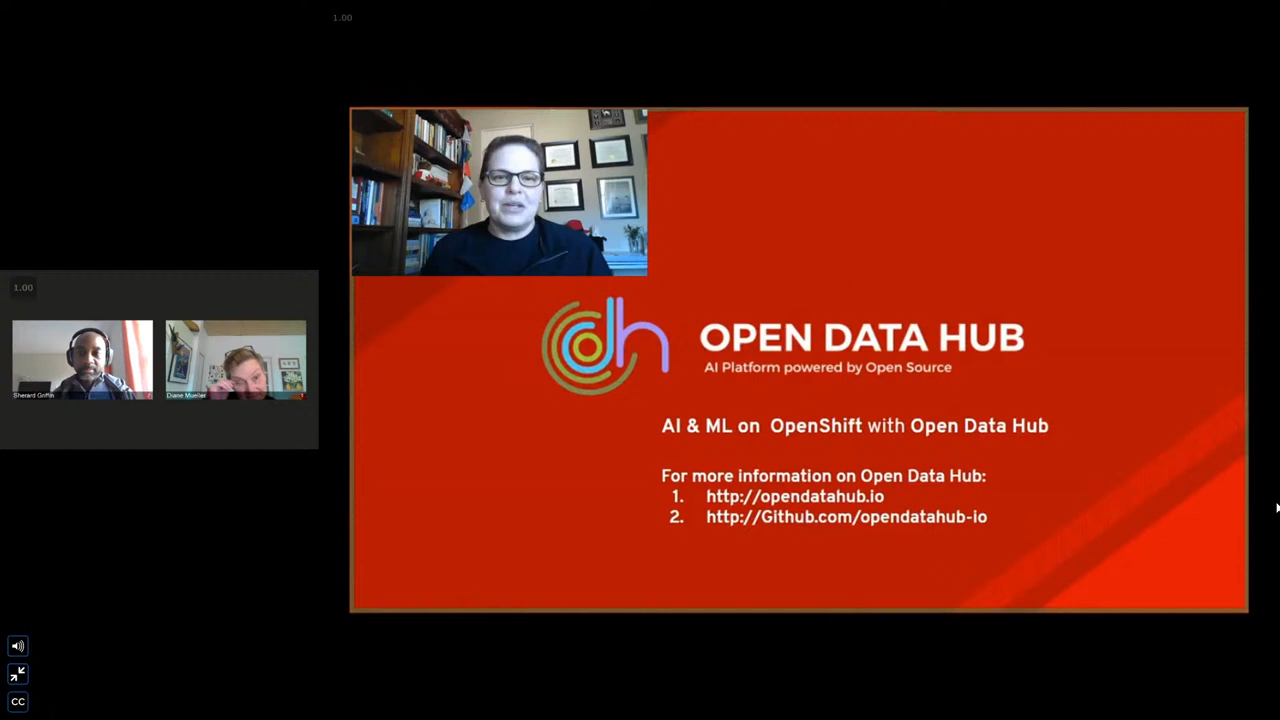 1.00
1.00
Sherard Griffin
Diane Mueller
dh
OPEN DATA HUB
AI Platform powered by Open Source
AI & ML on OpenShift with Open Data Hub
For more information on Open Data Hub:
1. http://opendatahub.io
2. http://Github.com/opendatahub-io
CC